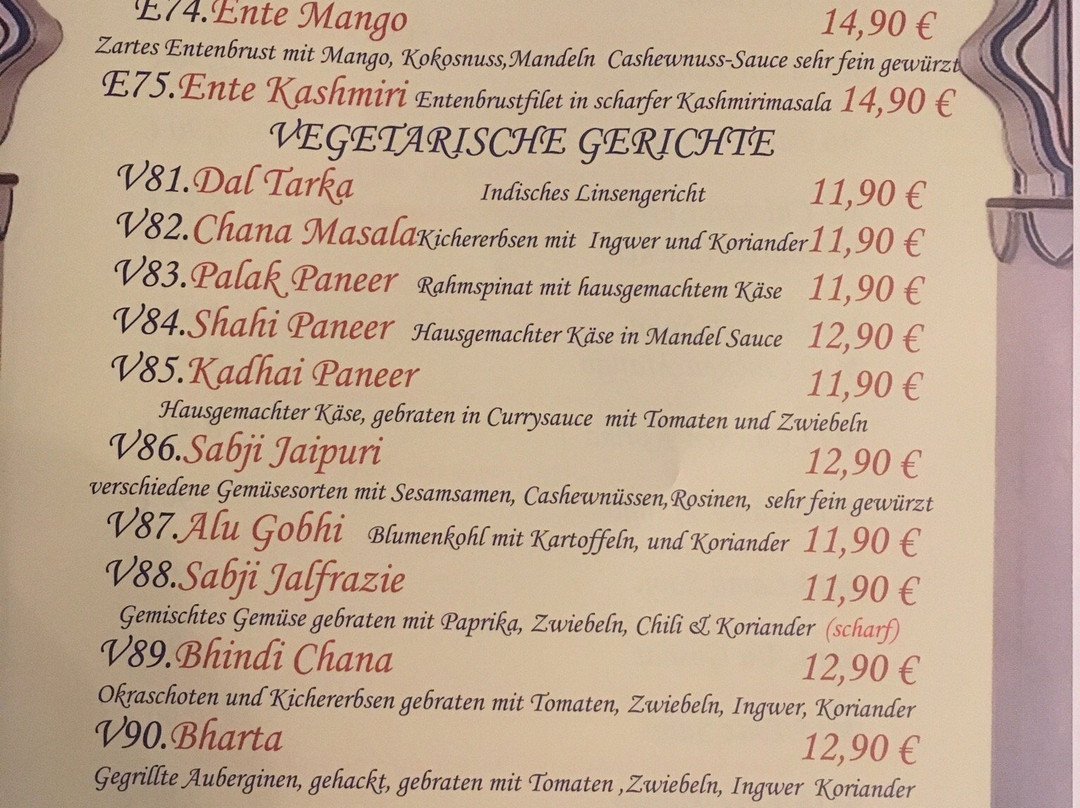 E74.Ente Mango 14,90 €
Zartes Entenbrust mit Mango, Kokosnuss,Mandeln Cashewnuss-Sauce sehr fein gewürzt
E75.Ente Kashmiri Entenbrustfilet in scharfer Kashmirimasala 14,90 €
VEGETARISCHE GERICHTE
V81.Dal Tarka Indisches Linsengericht 11,90 €
V82.Chana Masala Kichererbsen mit Ingwer und Koriander 11,90 €
V83.Palak Paneer Rahmspinat mit hausgemachtem Käse 11,90 €
V84.Shahi Paneer Hausgemachter Käse in Mandel Sauce 12,90 €
V85.Kadhai Paneer 11,90 €
Hausgemachter Käse, gebraten in Currysauce mit Tomaten und Zwiebeln
V86.Sabji Jaipuri 12,90 €
verschiedene Gemüsesorten mit Sesamsamen, Cashewnüssen,Rosinen, sehr fein gewürzt
V87.Alu Gobhi Blumenkohl mit Kartoffeln, und Koriander 11,90 €
V88.Sabji Jalfrazie 11,90 €
Gemischtes Gemüse gebraten mit Paprika, Zwiebeln, Chili & Koriander (scharf)
V89.Bhindi Chana 12,90 €
Okraschoten und Kichererbsen gebraten mit Tomaten, Zwiebeln, Ingwer, Koriander
V90.Bharta 12,90 €
Gegrillte Auberginen, gehackt, gebraten mit Tomaten ,Zwiebeln, Ingwer Koriander